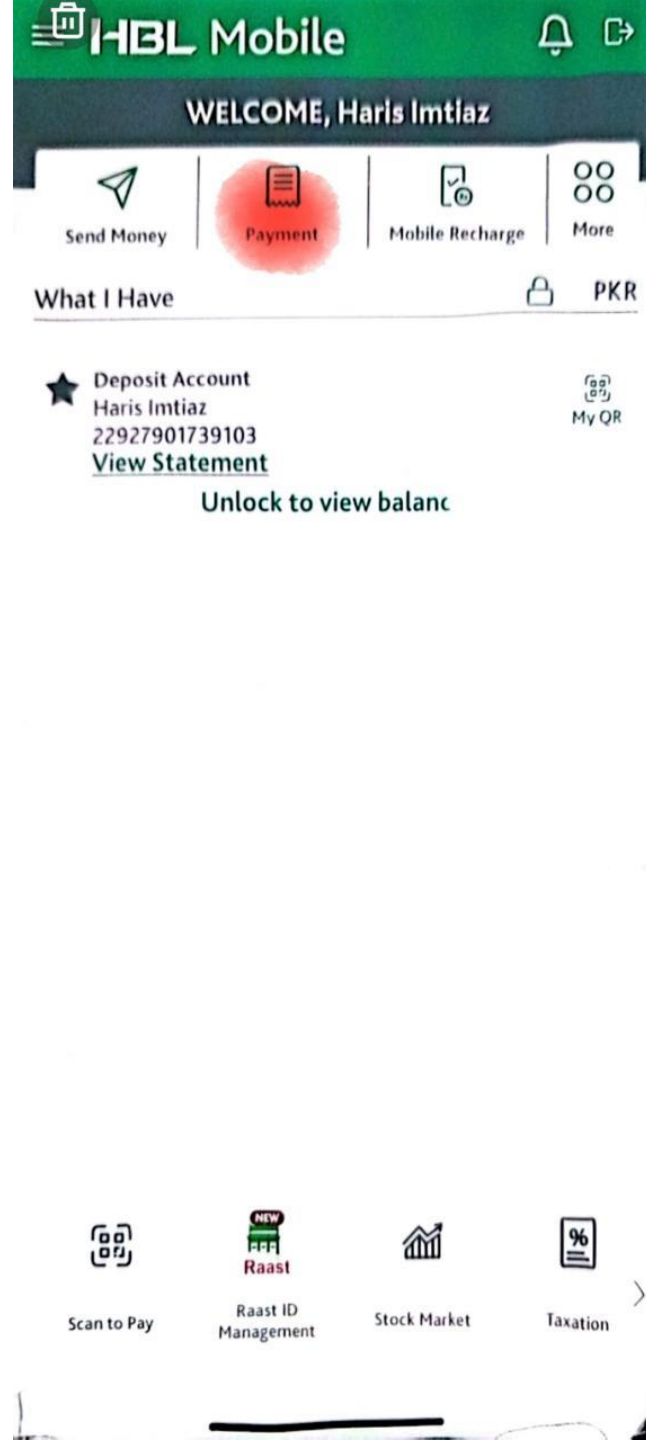 HBL Mobile
WELCOME, Haris Imtiaz
Send Money
Payment
Mobile Recharge
More
What I Have
PKR
Deposit Account
Haris Imtiaz
22927901739103
View Statement
My QR
Unlock to view balanc
Scan to Pay
NEW
Raast
Raast ID
Management
Stock Market
%
Taxation